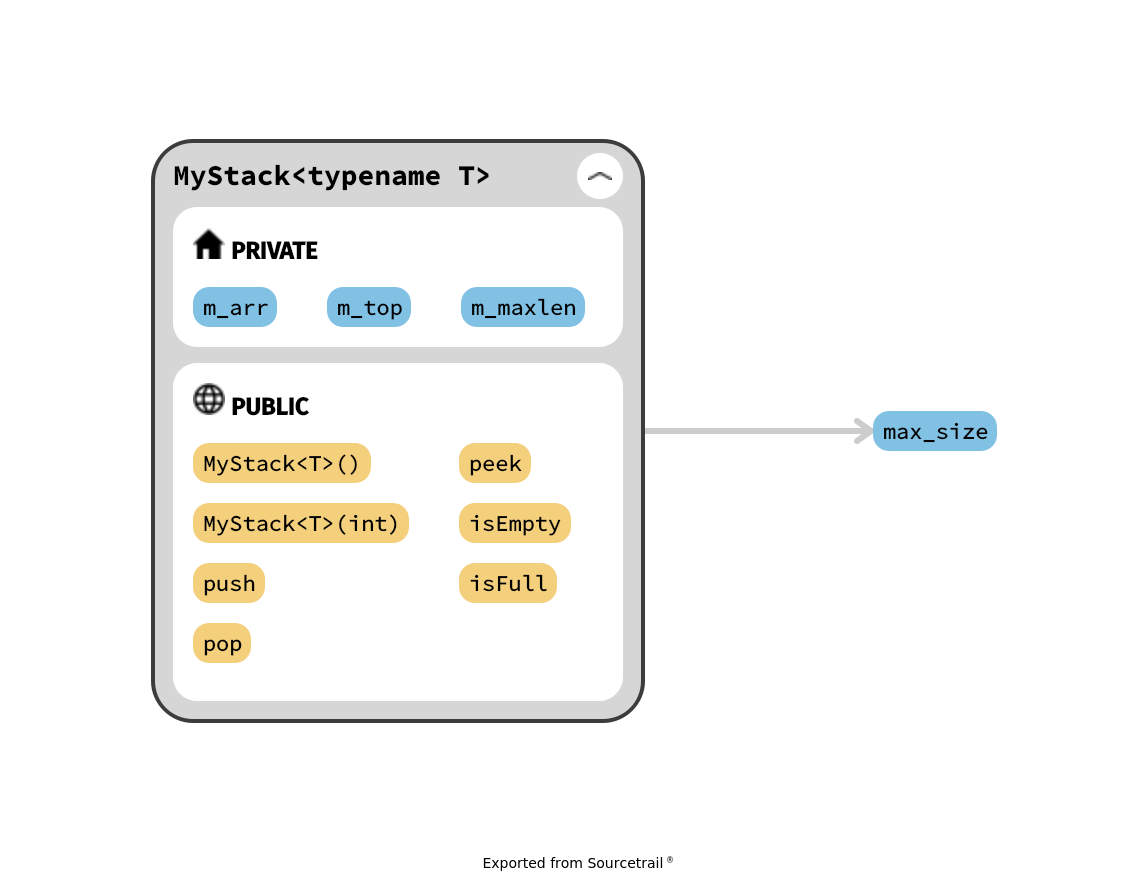 MyStack<typename T>
PRIVATE
m_arr m_top m_maxlen
PUBLIC
MyStack<T>() peek
MyStack<T>(int) isEmpty
push isFull
pop
max_size
Exported from Sourcetrail ®